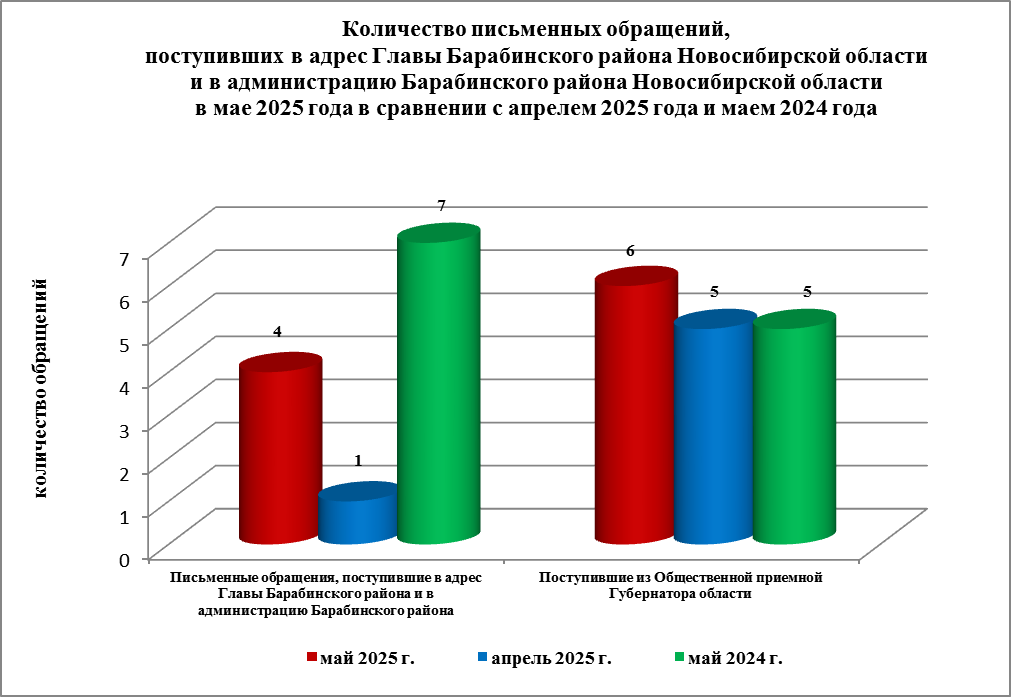 Количество письменных обращений,
поступивших в адрес Главы Барабинского района Новосибирской области
и в администрацию Барабинского района Новосибирской области
в мае 2025 года в сравнении с апрелем 2025 года и маем 2024 года
количество обращений
7
6
5
4
3
2
1
0
4
1
7
6
5
5
Письменные обращения, поступившие в адрес
Главы Барабинского района и в
администрацию Барабинского района
Поступившие из Общественной приемной
Губернатора области
май 2025 г.
апрель 2025 г.
май 2024 г.